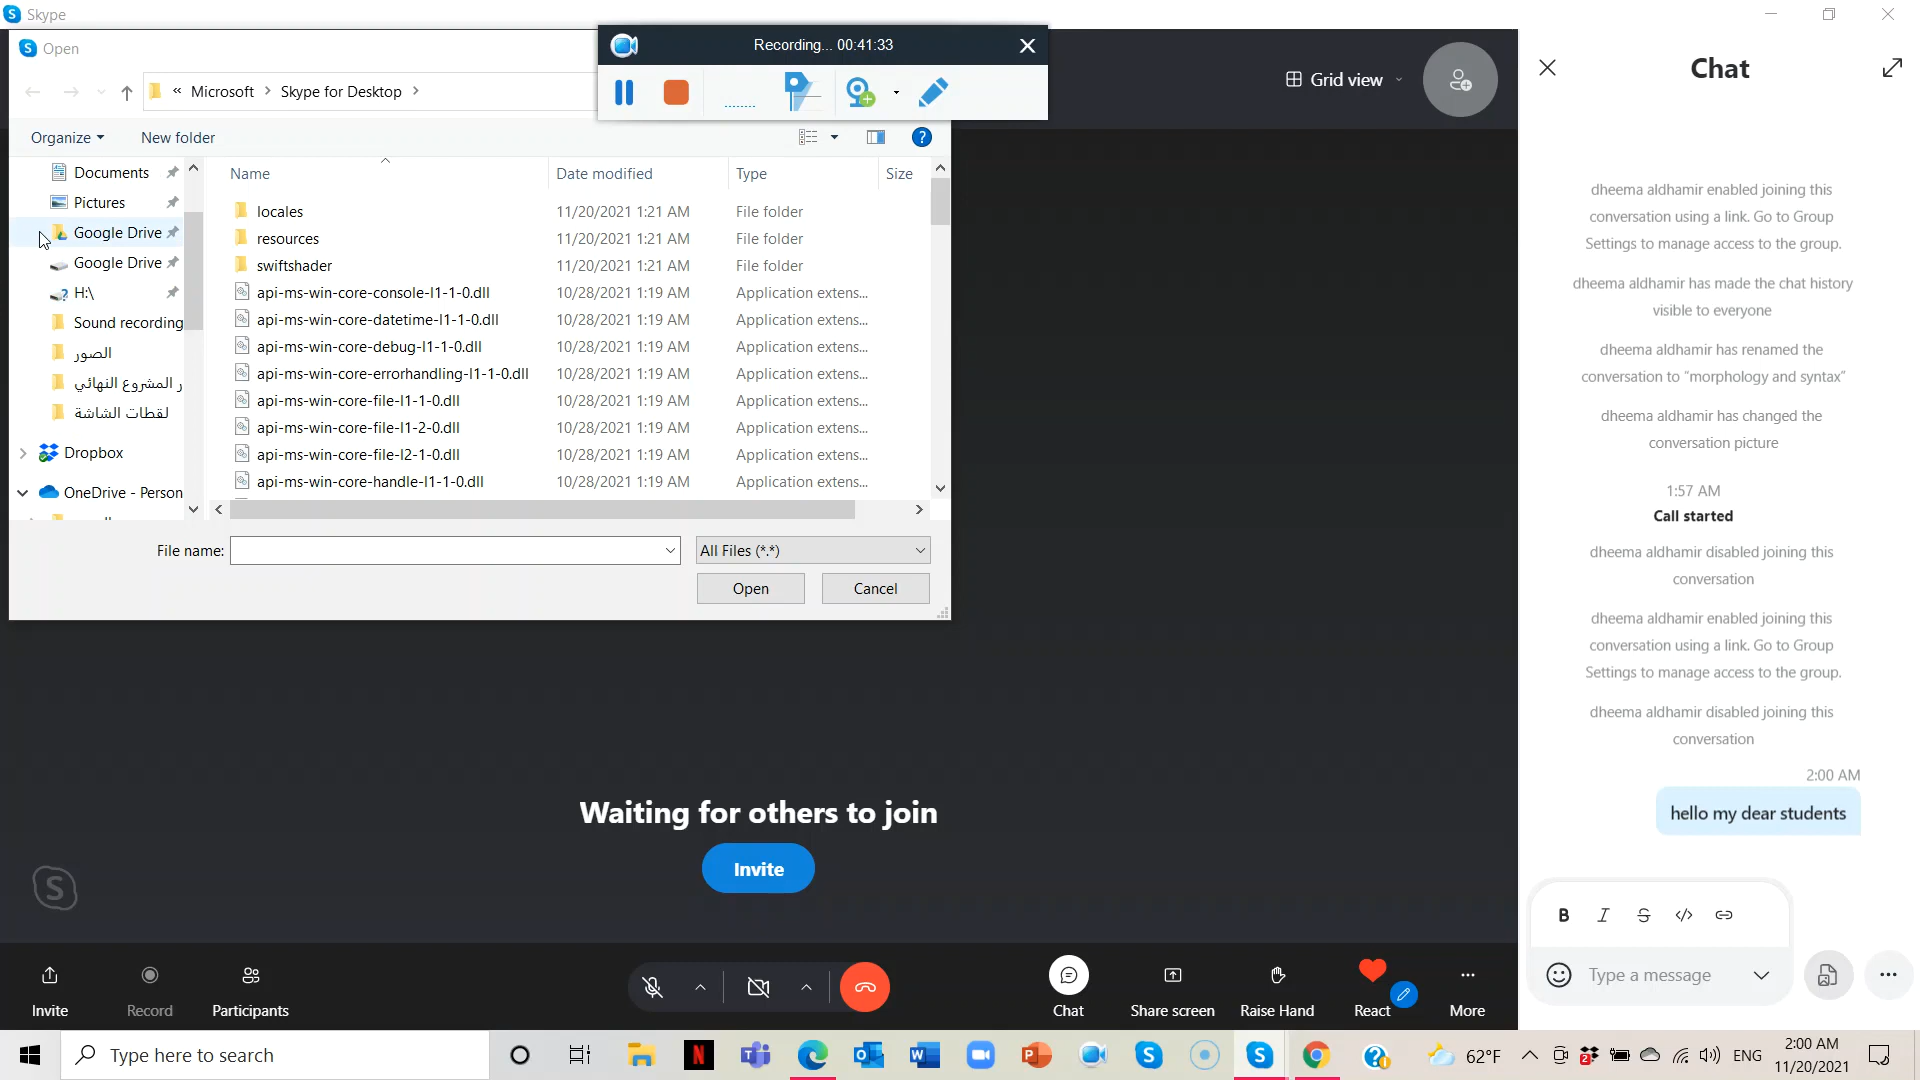 Skype
Open
Recording... 00:41:33
« Microsoft > Skype for Desktop >
Grid view
Chat
Organize
New folder
Documents
Pictures
Google Drive
Google Drive
H:\
Sound recording
الصور
ر المشروع النهائي
لقطات الشاشة
Dropbox
OneDrive - Person
Name Date modified Type Size
locales 11/20/2021 1:21 AM File folder
resources 11/20/2021 1:21 AM File folder
swiftshader 11/20/2021 1:21 AM File folder
api-ms-win-core-console-l1-1-0.dll 10/28/2021 1:19 AM Application extens...
api-ms-win-core-datetime-l1-1-0.dll 10/28/2021 1:19 AM Application extens...
api-ms-win-core-debug-l1-1-0.dll 10/28/2021 1:19 AM Application extens...
api-ms-win-core-errorhandling-l1-1-0.dll 10/28/2021 1:19 AM Application extens...
api-ms-win-core-file-l1-1-0.dll 10/28/2021 1:19 AM Application extens...
api-ms-win-core-file-l1-2-0.dll 10/28/2021 1:19 AM Application extens...
api-ms-win-core-file-l2-1-0.dll 10/28/2021 1:19 AM Application extens...
api-ms-win-core-handle-l1-1-0.dll 10/28/2021 1:19 AM Application extens...
File name:
All Files (*.*)
Open
Cancel
Waiting for others to join
Invite
dheema aldhamir enabled joining this
conversation using a link. Go to Group
Settings to manage access to the group.
dheema aldhamir has made the chat history
visible to everyone
dheema aldhamir has renamed the
conversation to “morphology and syntax”
dheema aldhamir has changed the
conversation picture
1:57 AM
Call started
dheema aldhamir disabled joining this
conversation
dheema aldhamir enabled joining this
conversation using a link. Go to Group
Settings to manage access to the group.
dheema aldhamir disabled joining this
conversation
2:00 AM
hello my dear students
B I S </>
Type a message
Invite
Record
Participants
Chat
Share screen
Raise Hand
React
More
Type here to search
62°F
ENG
2:00 AM
11/20/2021